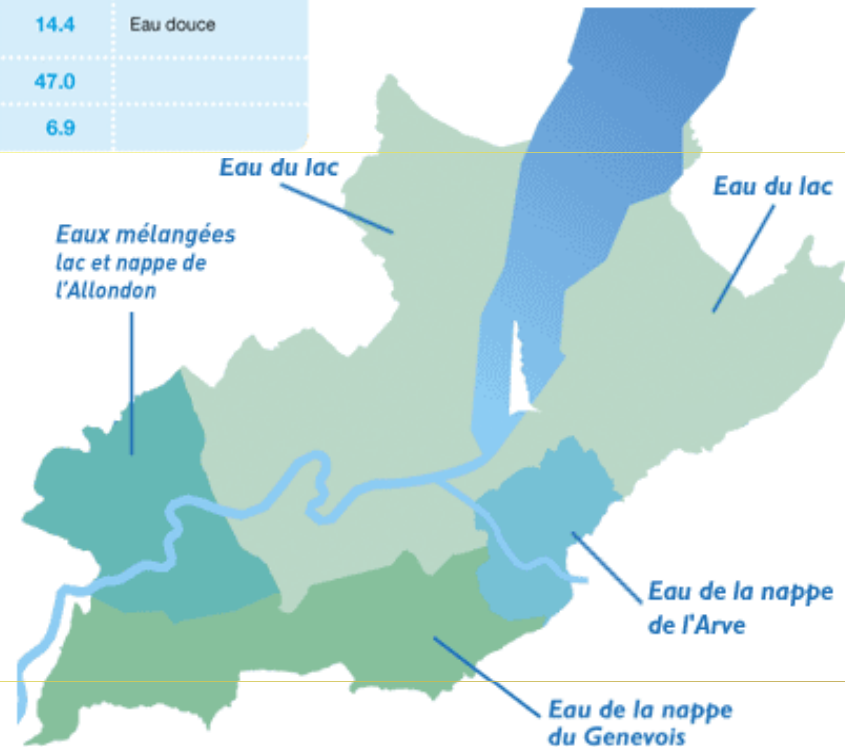 14.4 Eau douce
47.0
6.9
Eau du lac
Eau du lac
Eaux mélangées
lac et nappe de
l'Allondon
Eau de la nappe
de l'Arve
Eau de la nappe
du Genevois